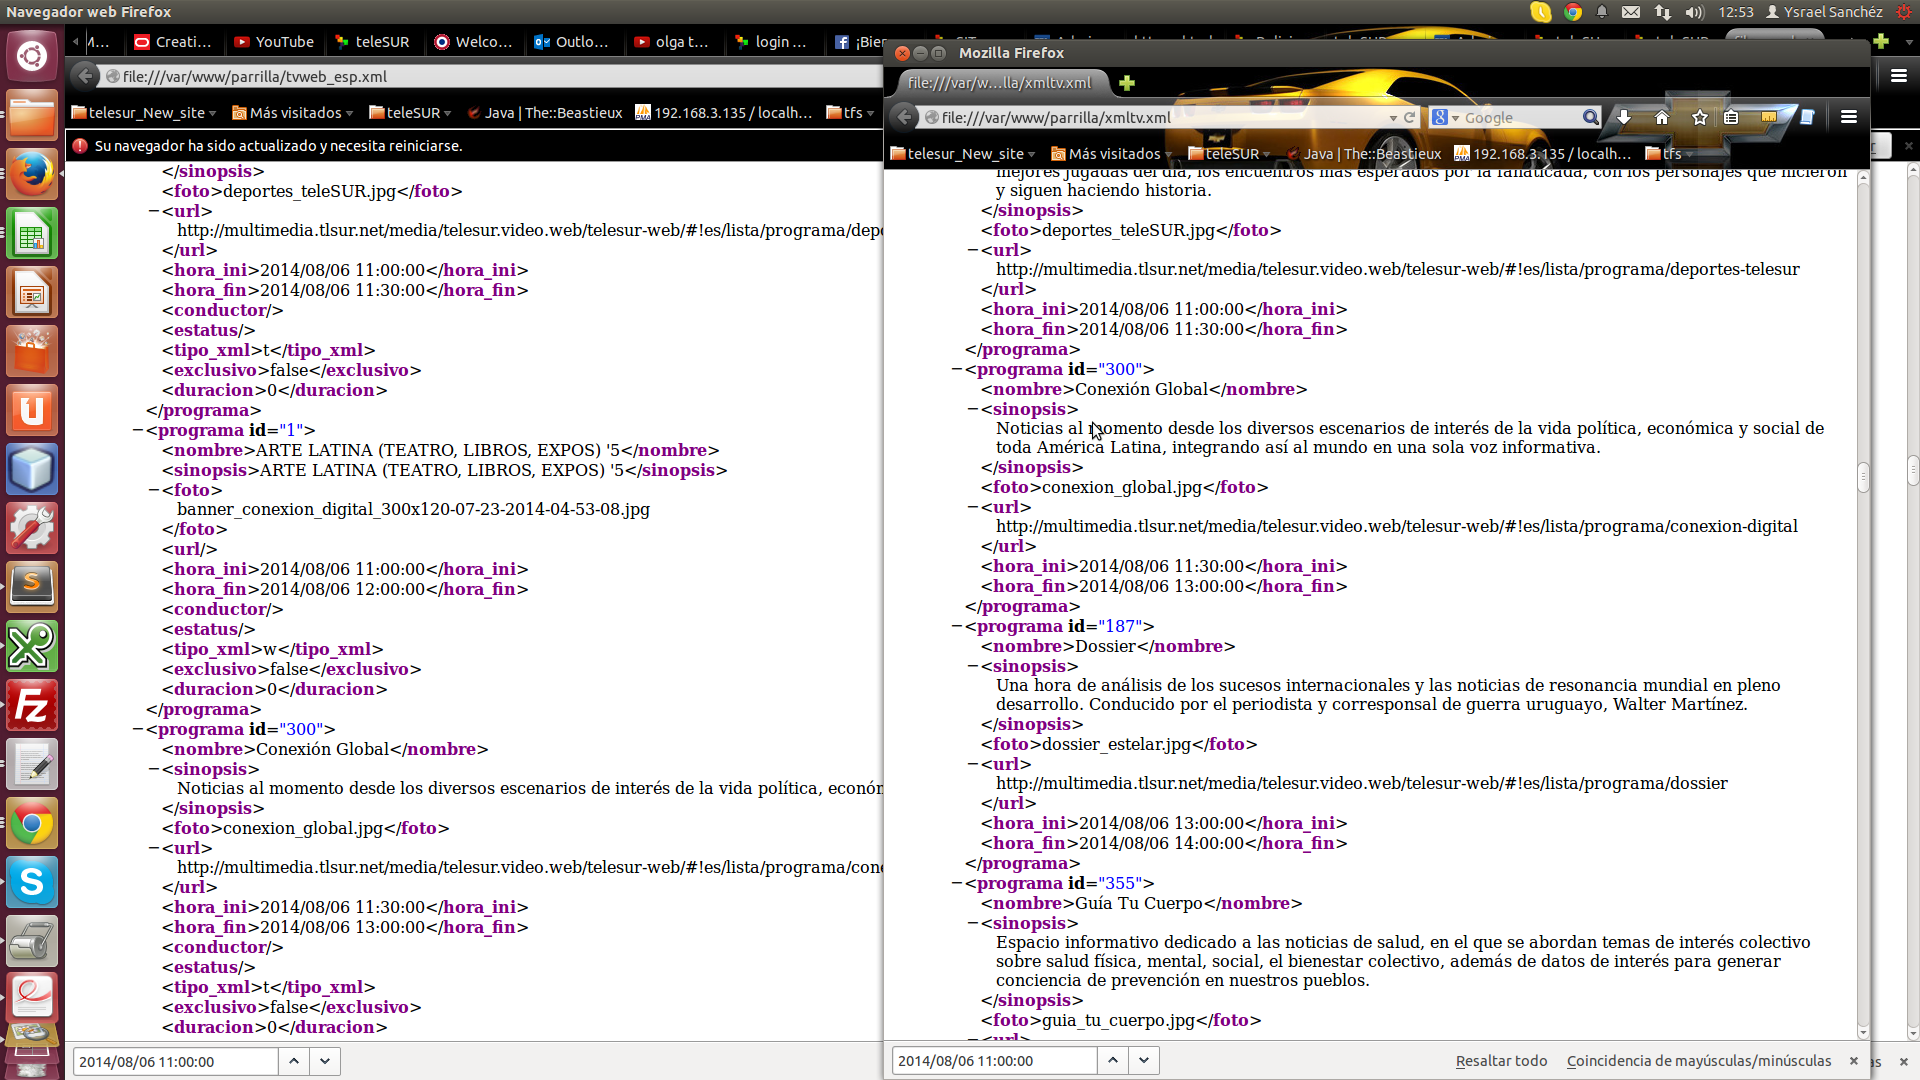 Navegador web Firefox
12:53 Ysrael Sanchéz
Creati...
YouTube
teleSUR
Welco...
Outlo...
olga t...
login ...
¡Bier
file:///var/www/parrilla/tvweb_esp.xml
telesur_New_site
Más visitados
teleSUR
Java | The::Beastieux
192.168.3.135 / localh...
tfs
Su navegador ha sido actualizado y necesita reiniciarse.
</sinopsis>
<foto>deportes_teleSUR.jpg</foto>
−<url>
http://multimedia.tlsur.net/media/telesur.video.web/telesur-web/#!es/lista/programa/depo
</url>
<hora_ini>2014/08/06 11:00:00</hora_ini>
<hora_fin>2014/08/06 11:30:00</hora_fin>
<conductor/>
<estatus/>
<tipo_xml>t</tipo_xml>
<exclusivo>false</exclusivo>
<duracion>0</duracion>
</programa>
−<programa id="1">
<nombre>ARTE LATINA (TEATRO, LIBROS, EXPOS) '5</nombre>
<sinopsis>ARTE LATINA (TEATRO, LIBROS, EXPOS) '5</sinopsis>
−<foto>
banner_conexion_digital_300x120-07-23-2014-04-53-08.jpg
</foto>
<url/>
<hora_ini>2014/08/06 11:00:00</hora_ini>
<hora_fin>2014/08/06 12:00:00</hora_fin>
<conductor/>
<estatus/>
<tipo_xml>w</tipo_xml>
<exclusivo>false</exclusivo>
<duracion>0</duracion>
</programa>
−<programa id="300">
<nombre>Conexión Global</nombre>
−<sinopsis>
Noticias al momento desde los diversos escenarios de interés de la vida política, econón
</sinopsis>
<foto>conexion_global.jpg</foto>
−<url>
http://multimedia.tlsur.net/media/telesur.video.web/telesur-web/#!es/lista/programa/cone
</url>
<hora_ini>2014/08/06 11:30:00</hora_ini>
<hora_fin>2014/08/06 13:00:00</hora_fin>
<conductor/>
<estatus/>
<tipo_xml>t</tipo_xml>
<exclusivo>false</exclusivo>
<duracion>0</duracion>
2014/08/06 11:00:00
Mozilla Firefox
file:///var/w...lla/xmltv.xml
file:///var/www/parrilla/xmltv.xml
Google
telesur_New_site
Más visitados
teleSUR
Java | The::Beastieux
192.168.3.135 / localh...
tfs
mejores jugadas del día, los encuentros más esperados por la fanaticada, con los personajes que hicieron
y siguen haciendo historia.
</sinopsis>
<foto>deportes_teleSUR.jpg</foto>
−<url>
http://multimedia.tlsur.net/media/telesur.video.web/telesur-web/#!es/lista/programa/deportes-telesur
</url>
<hora_ini>2014/08/06 11:00:00</hora_ini>
<hora_fin>2014/08/06 11:30:00</hora_fin>
</programa>
−<programa id="300">
<nombre>Conexión Global</nombre>
−<sinopsis>
Noticias al momento desde los diversos escenarios de interés de la vida política, económica y social de
toda América Latina, integrando así al mundo en una sola voz informativa.
</sinopsis>
<foto>conexion_global.jpg</foto>
−<url>
http://multimedia.tlsur.net/media/telesur.video.web/telesur-web/#!es/lista/programa/conexion-digital
</url>
<hora_ini>2014/08/06 11:30:00</hora_ini>
<hora_fin>2014/08/06 13:00:00</hora_fin>
</programa>
−<programa id="187">
<nombre>Dossier</nombre>
−<sinopsis>
Una hora de análisis de los sucesos internacionales y las noticias de resonancia mundial en pleno
desarrollo. Conducido por el periodista y corresponsal de guerra uruguayo, Walter Martínez.
</sinopsis>
<foto>dossier_estelar.jpg</foto>
−<url>
http://multimedia.tlsur.net/media/telesur.video.web/telesur-web/#!es/lista/programa/dossier
</url>
<hora_ini>2014/08/06 13:00:00</hora_ini>
<hora_fin>2014/08/06 14:00:00</hora_fin>
</programa>
−<programa id="355">
<nombre>Guía Tu Cuerpo</nombre>
−<sinopsis>
Espacio informativo dedicado a las noticias de salud, en el que se abordan temas de interés colectivo
sobre salud física, mental, social, el bienestar colectivo, además de datos de interés para generar
conciencia de prevención en nuestros pueblos.
</sinopsis>
<foto>guia_tu_cuerpo.jpg</foto>
−<url>
2014/08/06 11:00:00
Resaltar todo
Coincidencia de mayúsculas/minúsculas